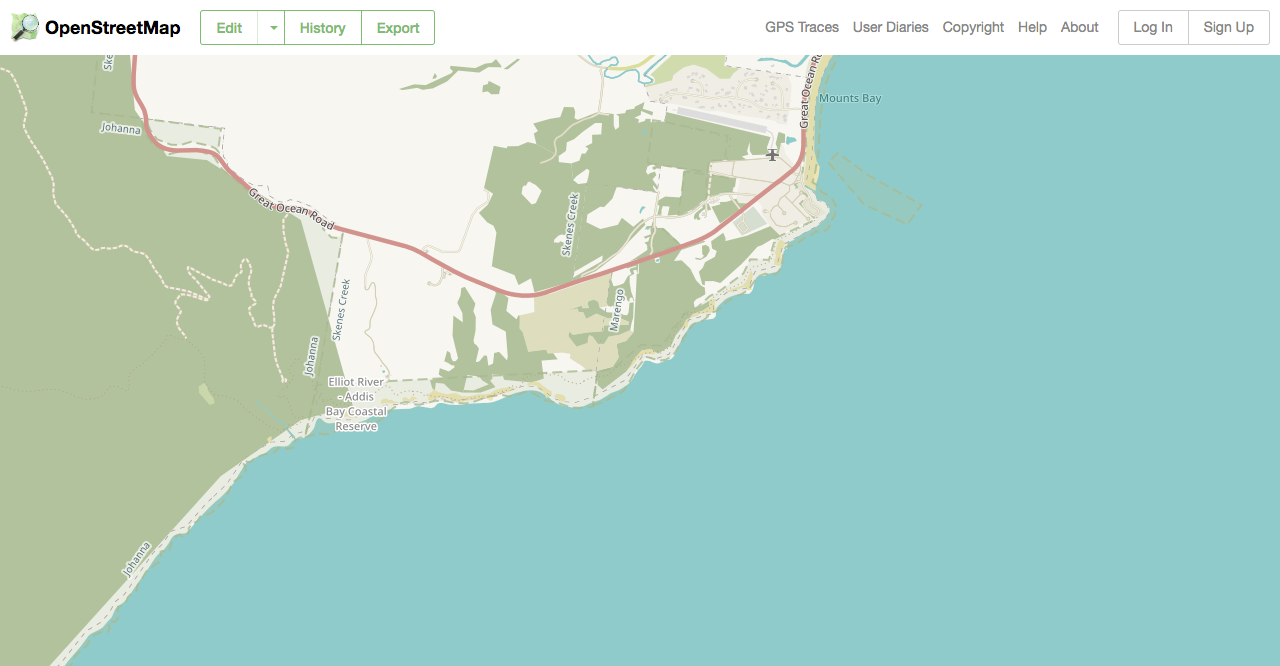 OpenStreetMap
Edit
History
Export
GPS Traces
User Diaries
Copyright
Help
About
Log In
Sign Up
Great Ocean
Mounts Bay
Johanna
Great Ocean Road
Skenes Creek
Skenes Creek
Marengo
Johanna
Elliot River
- Addis
Bay Coastal
Reserve
Johanna